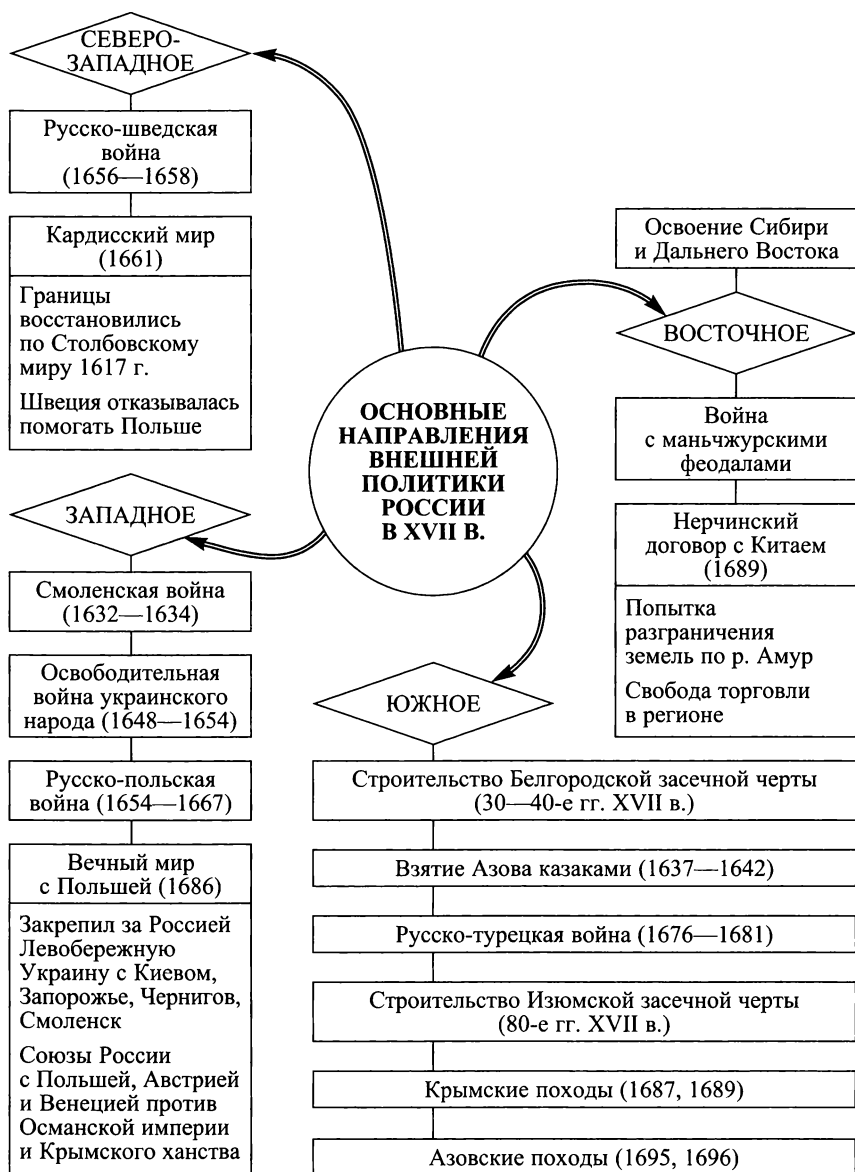 СЕВЕРО-
ЗАПАДНОЕ
Русско-шведская
война
(1656—1658)
Кардисский мир
(1661)
Границы
восстановились
по Столбовскому
миру 1617 г.
Швеция отказывалась
помогать Польше
ОСНОВНЫЕ
НАПРАВЛЕНИЯ
ВНЕШНЕЙ
ПОЛИТИКИ
РОССИИ
В XVII В.
Освоение Сибири
и Дальнего Востока
ВОСТОЧНОЕ
Война
с маньчжурскими
феодалами
Нерчинский
договор с Китаем
(1689)
Попытка
разграничения
земель по р. Амур
Свобода торговли
в регионе
ЗАПАДНОЕ
Смоленская война
(1632—1634)
Освободительная
война украинского
народа (1648—1654)
Русско-польская
война (1654—1667)
Вечный мир
с Польшей (1686)
Закрепил за Россией
Левобережную
Украину с Киевом,
Запорожье, Чернигов,
Смоленск
Союзы России
с Польшей, Австрией
и Венецией против
Османской империи
и Крымского ханства
ЮЖНОЕ
Строительство Белгородской засечной черты
(30—40-е гг. XVII в.)
Взятие Азова казаками (1637—1642)
Русско-турецкая война (1676—1681)
Строительство Изюмской засечной черты
(80-е гг. XVII в.)
Крымские походы (1687, 1689)
Азовские походы (1695, 1696)